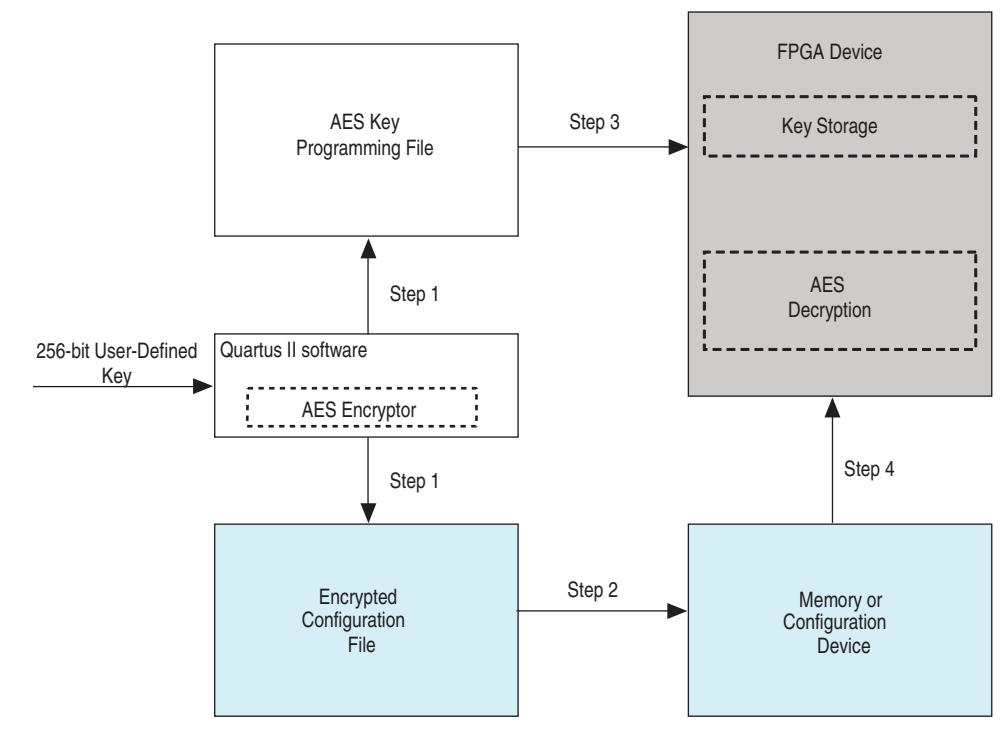 FPGA Device
AES Key
Programming File
Step 3
Key Storage
AES
Decryption
Step 1
256-bit User-Defined
Key
Quartus II software
AES Encryptor
Step 1
Step 4
Encrypted
Configuration
File
Step 2
Memory or
Configuration
Device